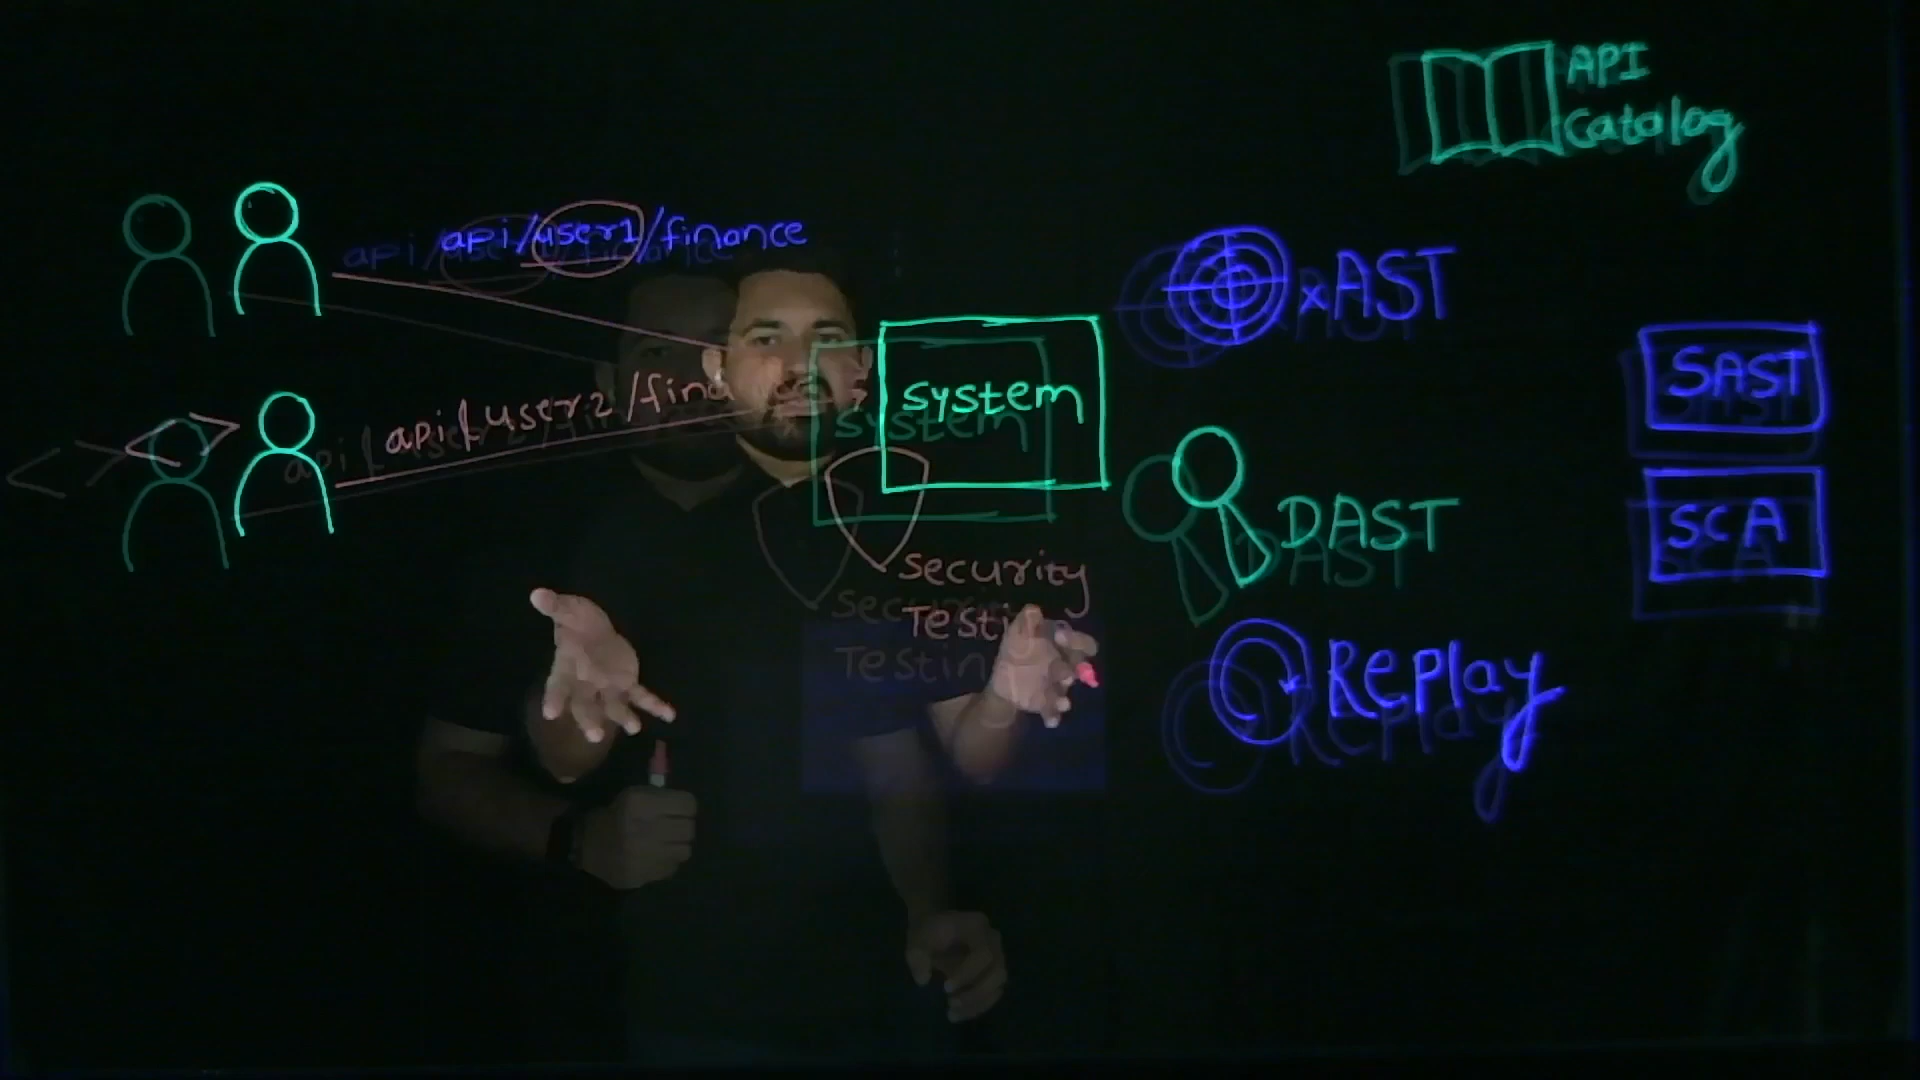 API
Catalog
api/user1/finance
xAST
SAST
api/user2/fina
system
SCA
DAST
Security
Testing
Replay